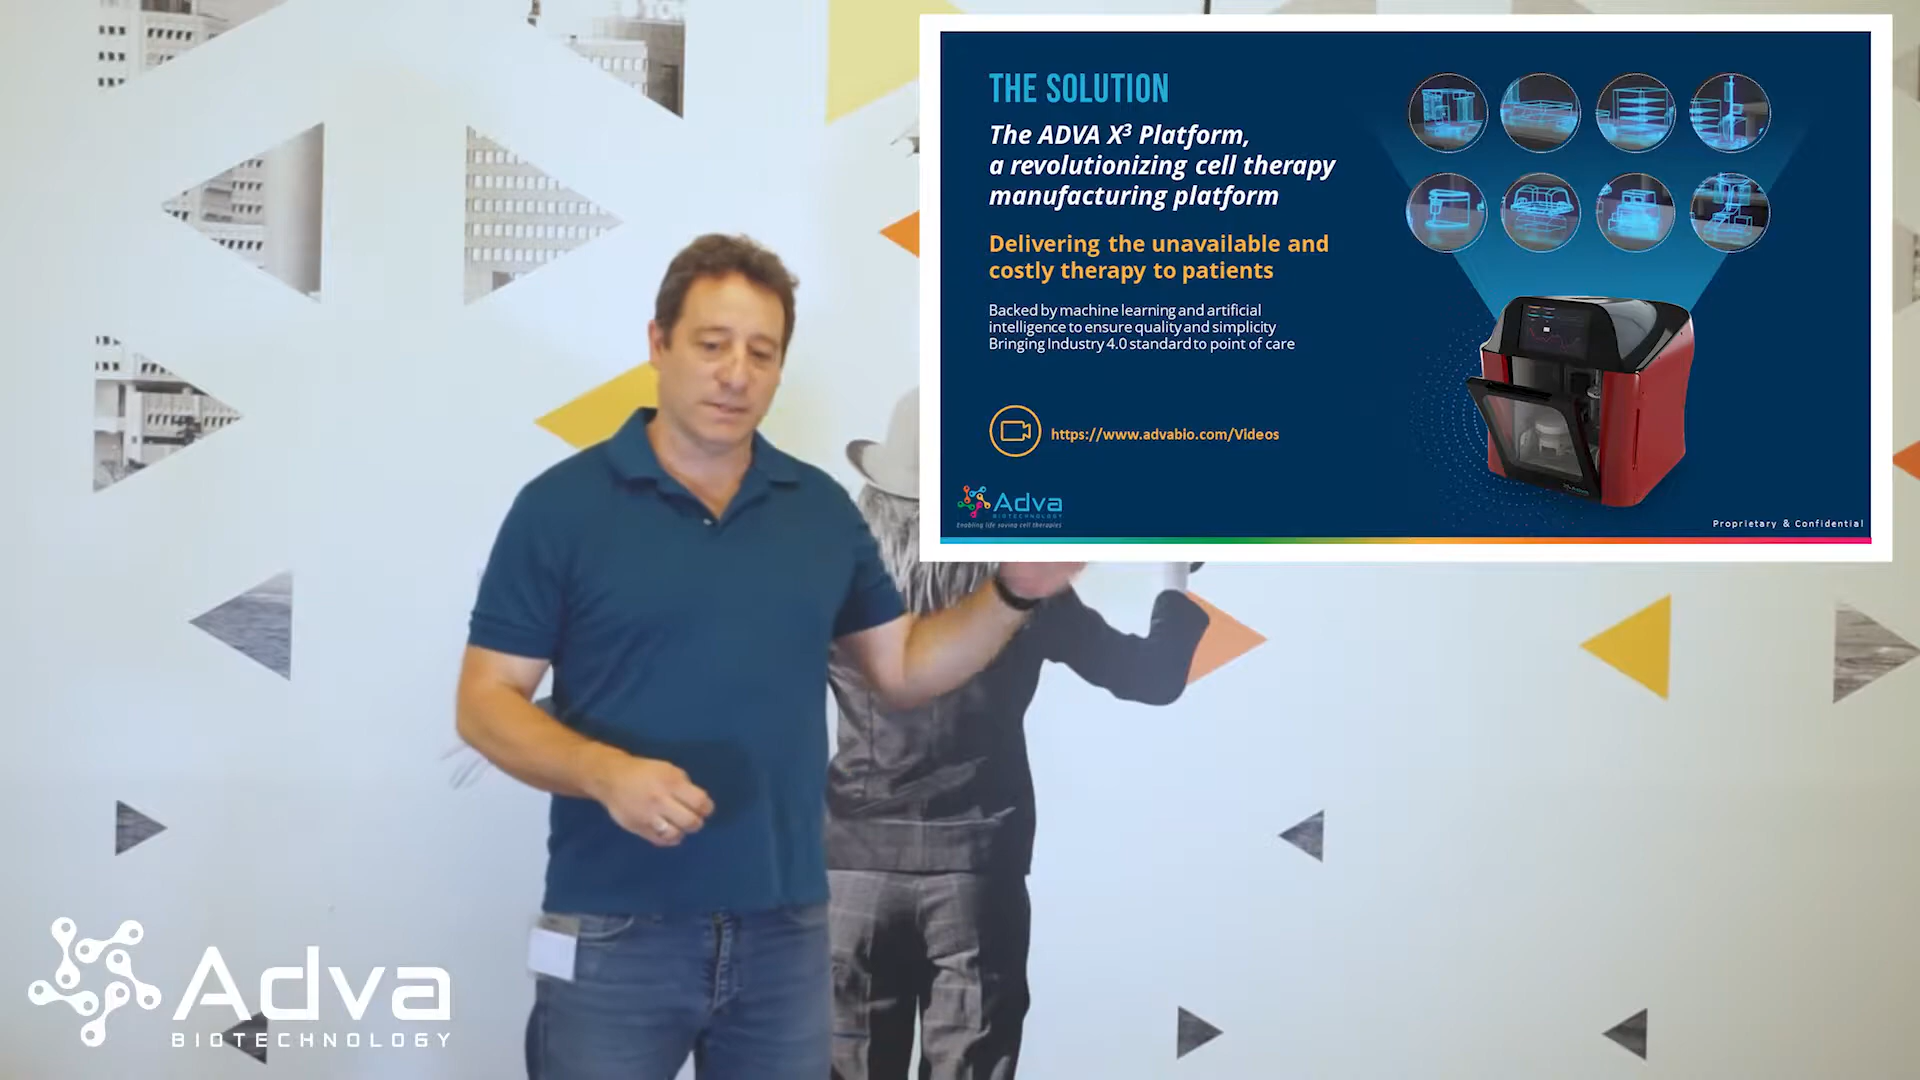 THE SOLUTION
The ADVA X³ Platform,
a revolutionizing cell therapy
manufacturing platform
Delivering the unavailable and
costly therapy to patients
Backed by machine learning and artificial
intelligence to ensure quality and simplicity
Bringing Industry 4.0 standard to point of care
https://www.advabio.com/Videos
Adva
BIOTECHNOLOGY
Enabling life saving cell therapies
Proprietary & Confidential
Adva
BIOTECHNOLOGY